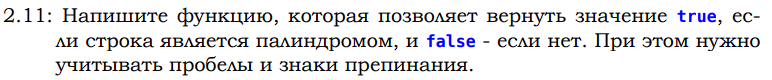 2.11: Напишите функцию, которая позволяет вернуть значение true, ес-
ли строка является палиндромом, и false - если нет. При этом нужно
учитывать пробелы и знаки препинания.